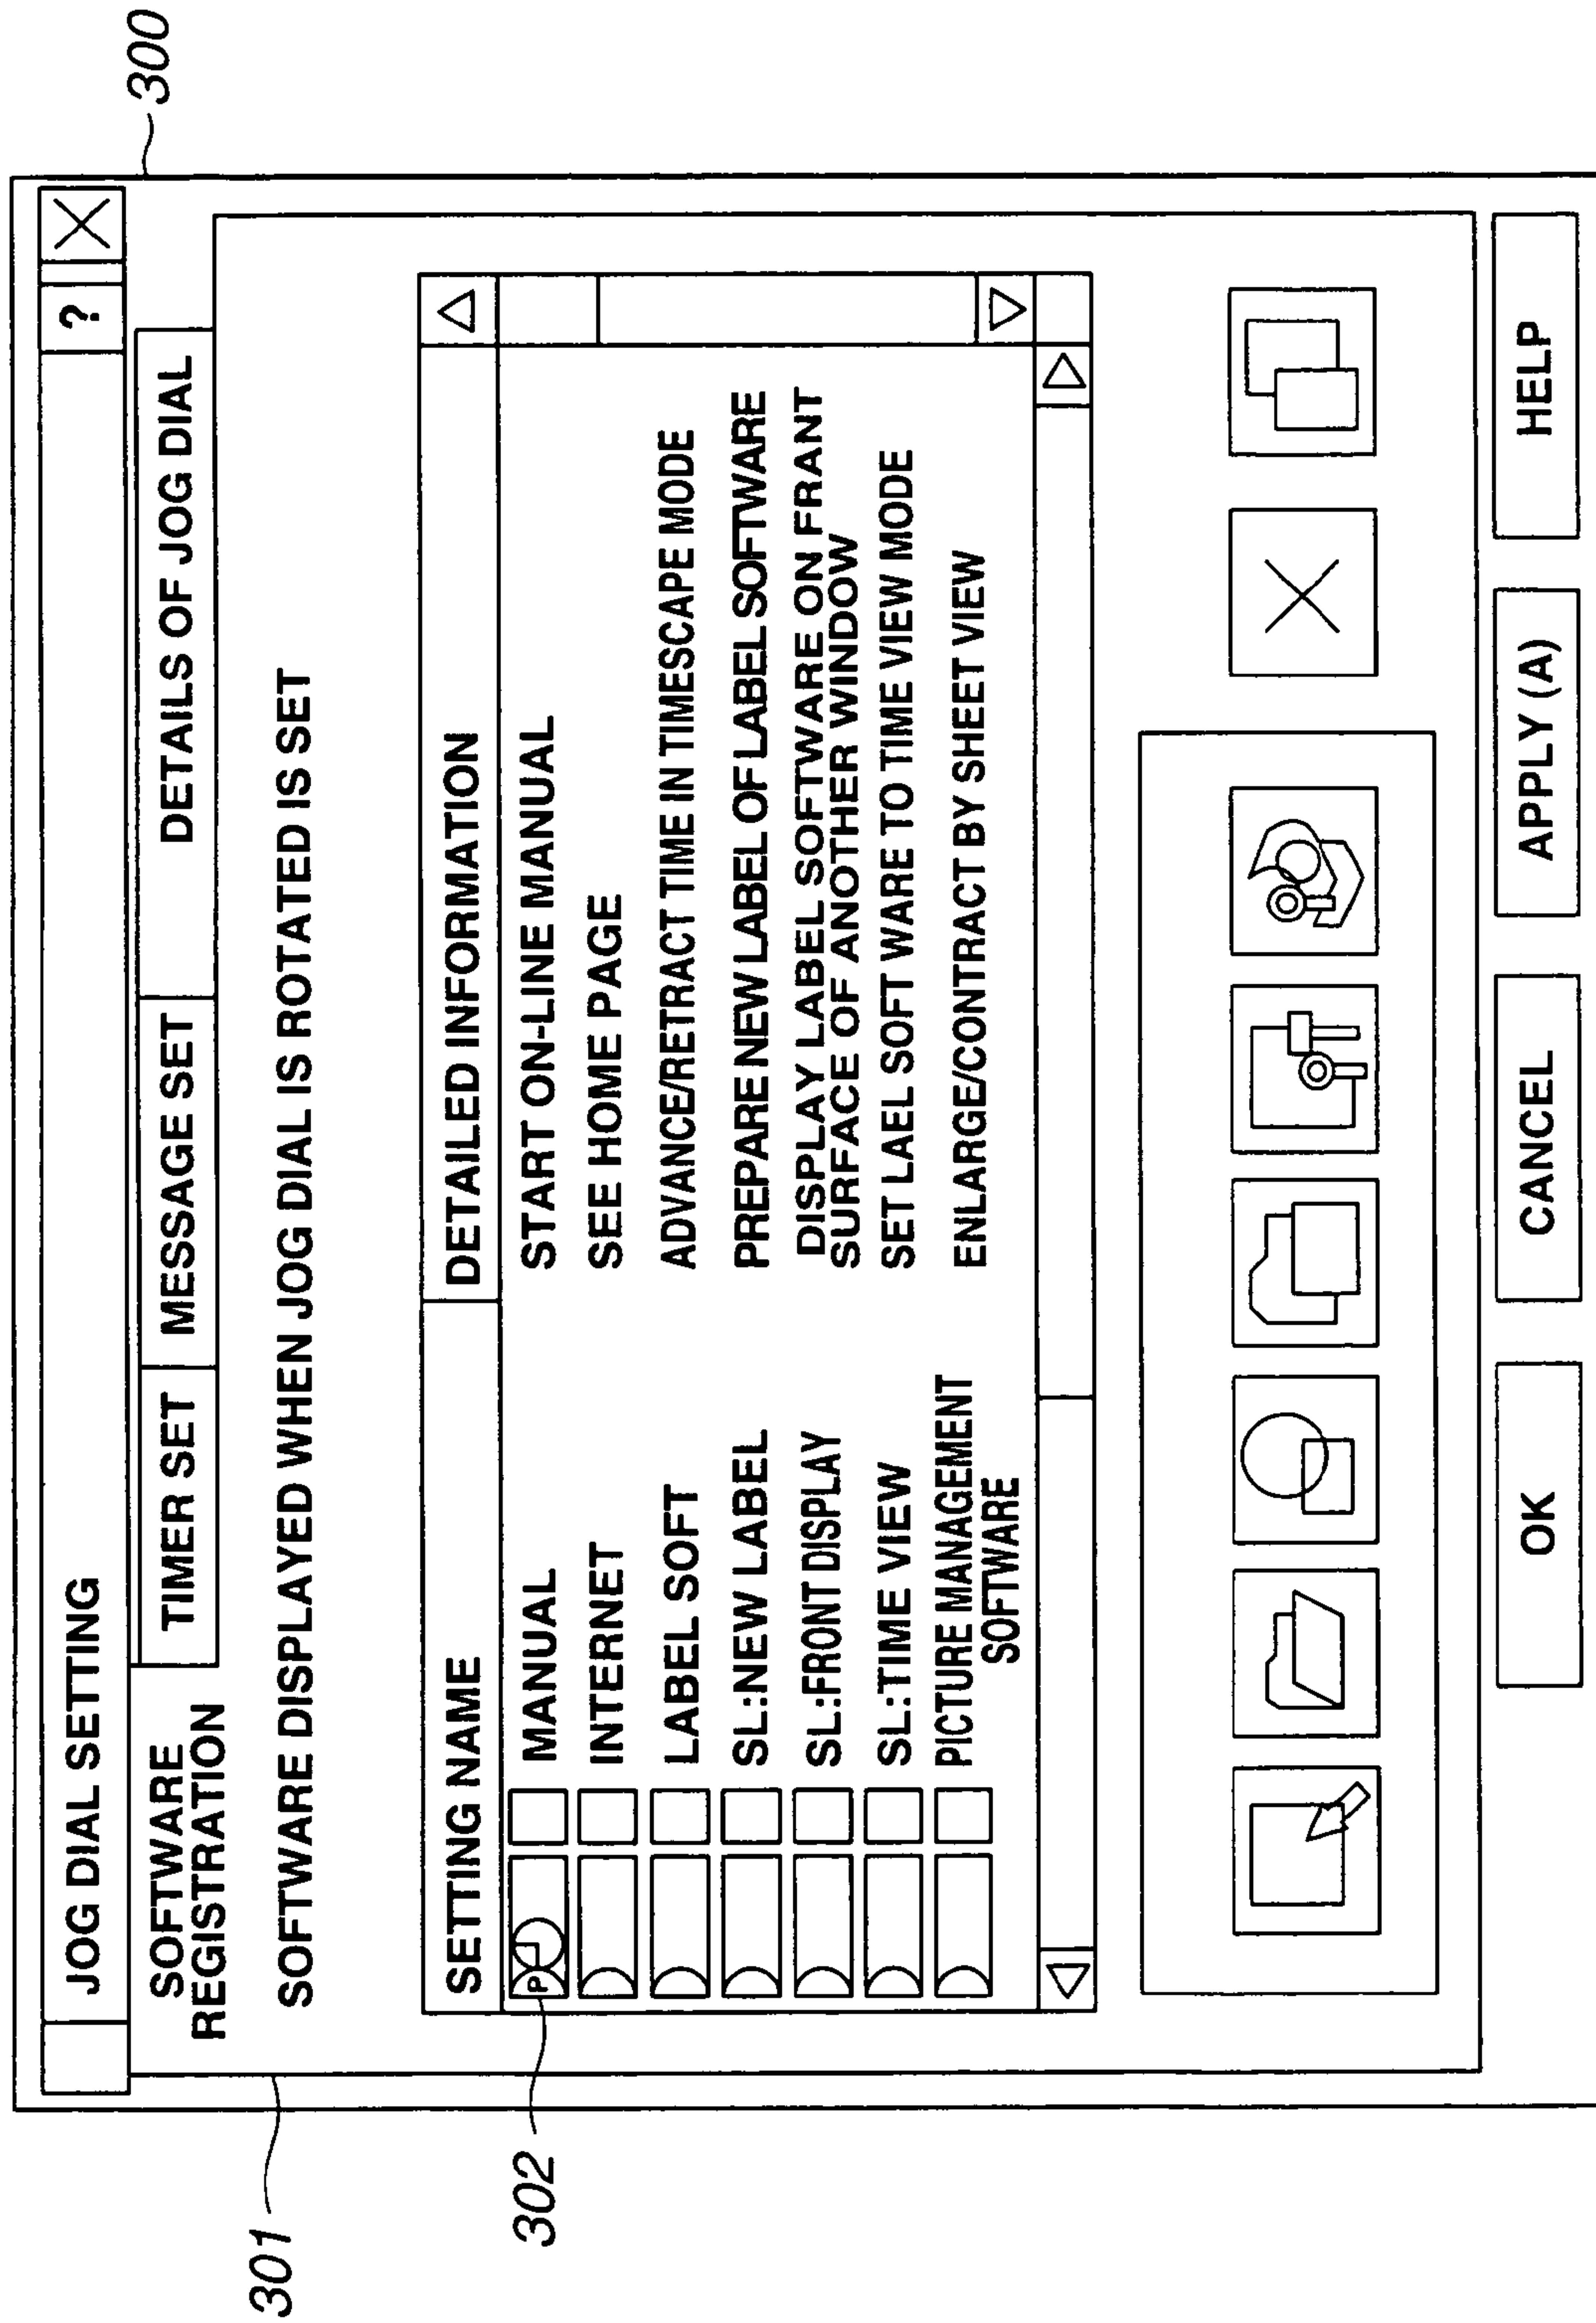 300
JOG DIAL SETTING
?
SOFTWARE
REGISTRATION
TIMER SET
MESSAGE SET
DETAILS OF JOG DIAL
301
SOFTWARE DISPLAYED WHEN JOG DIAL IS ROTATED IS SET
SETTING NAME
DETAILED INFORMATION
302
P
MANUAL
START ON-LINE MANUAL
INTERNET
SEE HOME PAGE
LABEL SOFT
ADVANCE/RETRACT TIME IN TIMESCAPE MODE
SL:NEW LABEL
PREPARE NEW LABEL OF LABEL SOFTWARE
SL:FRONT DISPLAY
DISPLAY LABEL SOFTWARE ON FRANT
SURFACE OF ANOTHER WINDOW
SL:TIME VIEW
SET LAEL SOFT WARE TO TIME VIEW MODE
PICTURE MANAGEMENT
SOFTWARE
ENLARGE/CONTRACT BY SHEET VIEW
OK
CANCEL
APPLY (A)
HELP